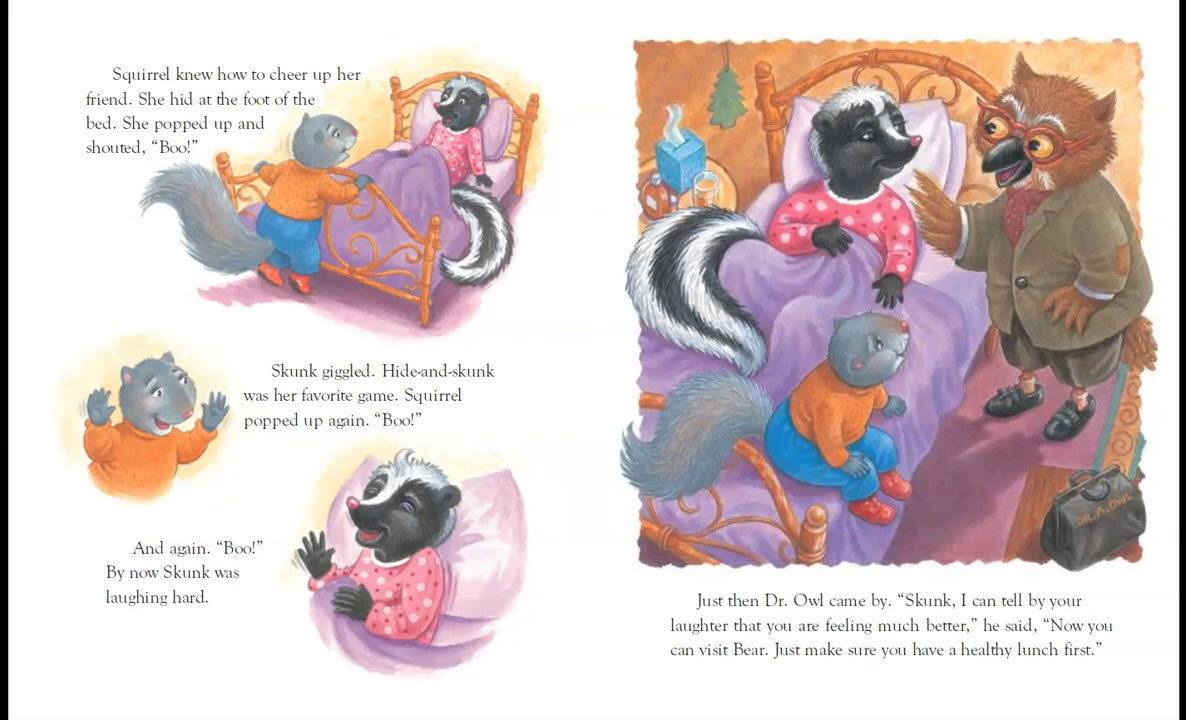 Squirrel knew how to cheer up her
friend. She hid at the foot of the
bed. She popped up and
shouted, “Boo!”
Skunk giggled. Hide-and-skunk
was her favorite game. Squirrel
popped up again. “Boo!”
And again. “Boo!”
By now Skunk was
laughing hard.
DR. A. OWL
Just then Dr. Owl came by. “Skunk, I can tell by your
laughter that you are feeling much better,” he said, “Now you
can visit Bear. Just make sure you have a healthy lunch first.”